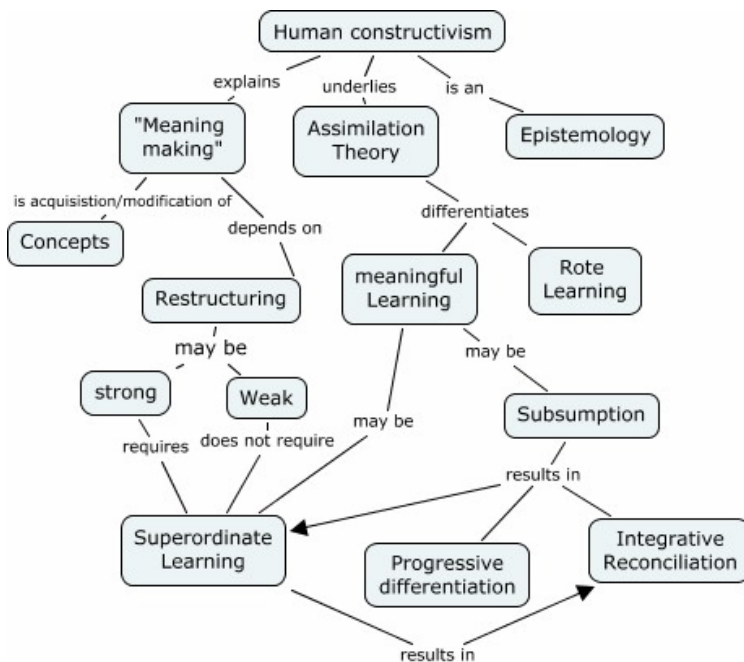 Human constructivism
explains
underlies
is an
"Meaning
making"
Assimilation
Theory
Epistemology
is acquisistion/modification of
Concepts
depends on
differentiates
Restructuring
meaningful
Learning
Rote
Learning
may be
may be
strong
Weak
Subsumption
requires
does not require
may be
results in
Superordinate
Learning
Progressive
differentiation
Integrative
Reconciliation
results in